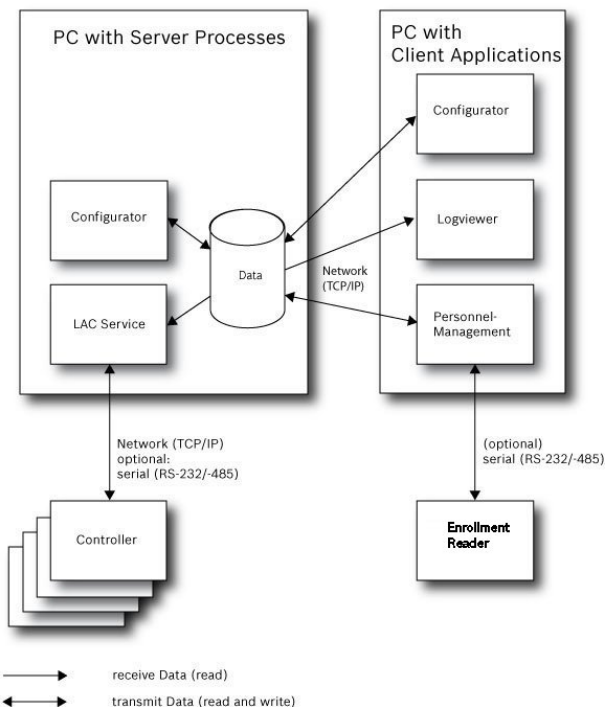 PC with Server Processes
PC with
Client Applications
Configurator
Configurator
Logviewer
Data
Network
(TCP/IP)
LAC Service
Personnel-
Management
Network (TCP/IP)
optional:
serial (RS-232/-485)
(optional)
serial (RS-232/-485)
Controller
Enrollment
Reader
receive Data (read)
transmit Data (read and write)